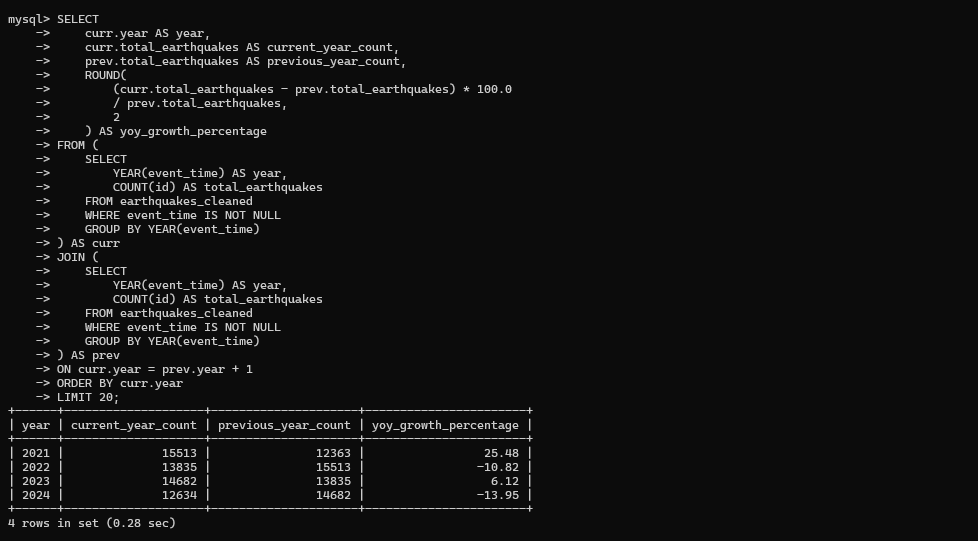 mysql> SELECT
    ->     curr.year AS year,
    ->     curr.total_earthquakes AS current_year_count,
    ->     prev.total_earthquakes AS previous_year_count,
    ->     ROUND(
    ->         (curr.total_earthquakes - prev.total_earthquakes) * 100.0
    ->         / prev.total_earthquakes,
    ->         2
    ->     ) AS yoy_growth_percentage
    -> FROM (
    ->     SELECT
    ->         YEAR(event_time) AS year,
    ->         COUNT(id) AS total_earthquakes
    ->     FROM earthquakes_cleaned
    ->     WHERE event_time IS NOT NULL
    ->     GROUP BY YEAR(event_time)
    -> ) AS curr
    -> JOIN (
    ->     SELECT
    ->         YEAR(event_time) AS year,
    ->         COUNT(id) AS total_earthquakes
    ->     FROM earthquakes_cleaned
    ->     WHERE event_time IS NOT NULL
    ->     GROUP BY YEAR(event_time)
    -> ) AS prev
    -> ON curr.year = prev.year + 1
    -> ORDER BY curr.year
    -> LIMIT 20;
+------+--------------------+---------------------+-----------------------+
| year | current_year_count | previous_year_count | yoy_growth_percentage |
+------+--------------------+---------------------+-----------------------+
| 2021 |              15513 |               12363 |                 25.48 |
| 2022 |              13835 |               15513 |                -10.82 |
| 2023 |              14682 |               13835 |                  6.12 |
| 2024 |              12634 |               14682 |                -13.95 |
+------+--------------------+---------------------+-----------------------+
4 rows in set (0.28 sec)